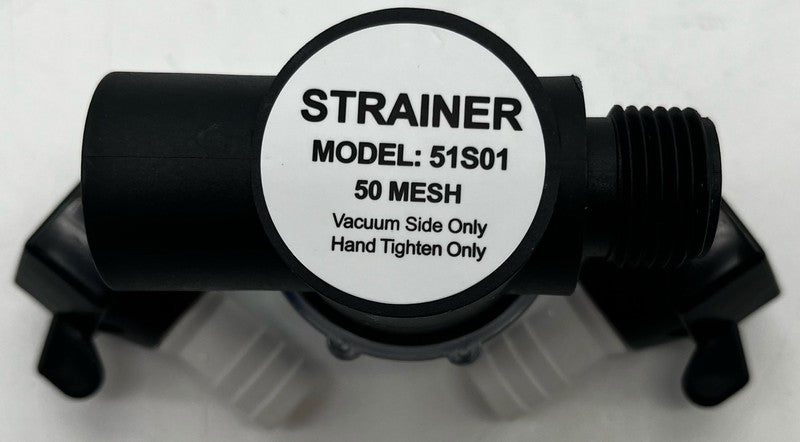 STRAINER
MODEL: 51S01
50 MESH
Vacuum Side Only
Hand Tighten Only